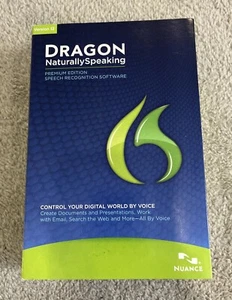 Version 12
DRAGON
NaturallySpeaking
PREMIUM EDITION
SPEECH RECOGNITION SOFTWARE
CONTROL YOUR DIGITAL WORLD BY VOICE
Create Documents and Presentations, Work
with Email, Search the Web and More—All By Voice
NUANCE